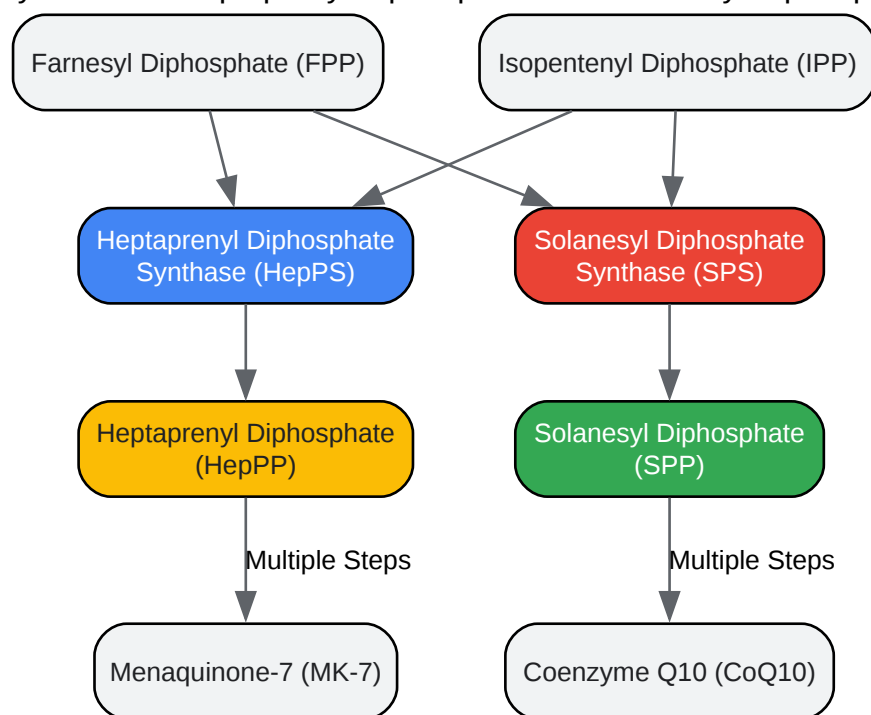 Farnesyl Diphosphate (FPP)
Isopentenyl Diphosphate (IPP)
Heptaprenyl Diphosphate
Synthase (HepPS)
Solanesyl Diphosphate
Synthase (SPS)
Heptaprenyl Diphosphate
(HepPP)
Solanesyl Diphosphate
(SPP)
Multiple Steps
Multiple Steps
Menaquinone-7 (MK-7)
Coenzyme Q10 (CoQ10)